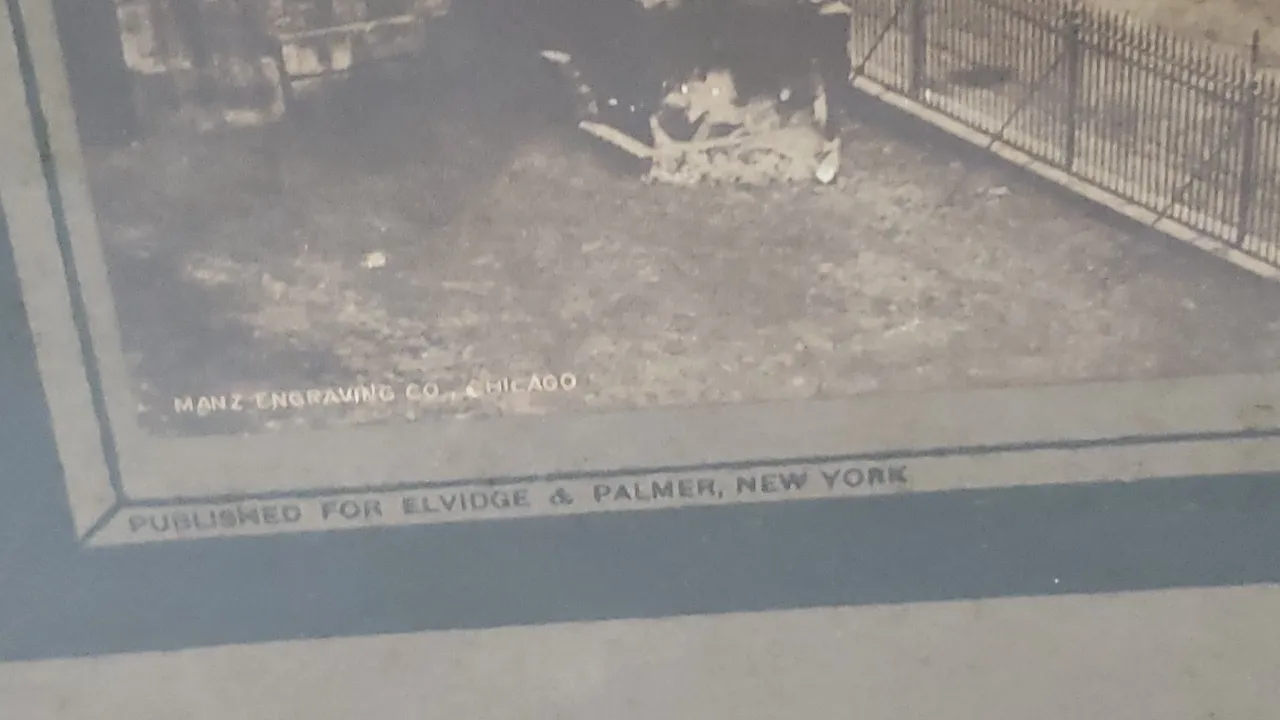 MANZ ENGRAVING CO., CHICAGO
PUBLISHED FOR ELVIDGE & PALMER, NEW YORK